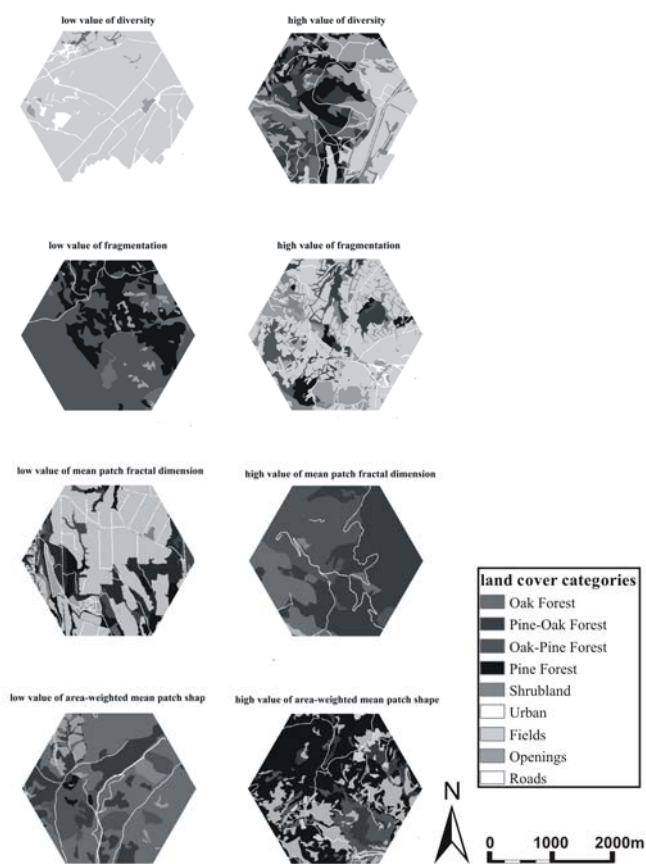 low value of diversity
high value of diversity
low value of fragmentation
high value of fragmentation
low value of mean patch fractal dimension
high value of mean patch fractal dimension
low value of area-weighted mean patch shap
high value of area-weighted mean patch shape
land cover categories
Oak Forest
Pine-Oak Forest
Oak-Pine Forest
Pine Forest
Shrubland
Urban
Fields
Openings
Roads
N
0 1000 2000m